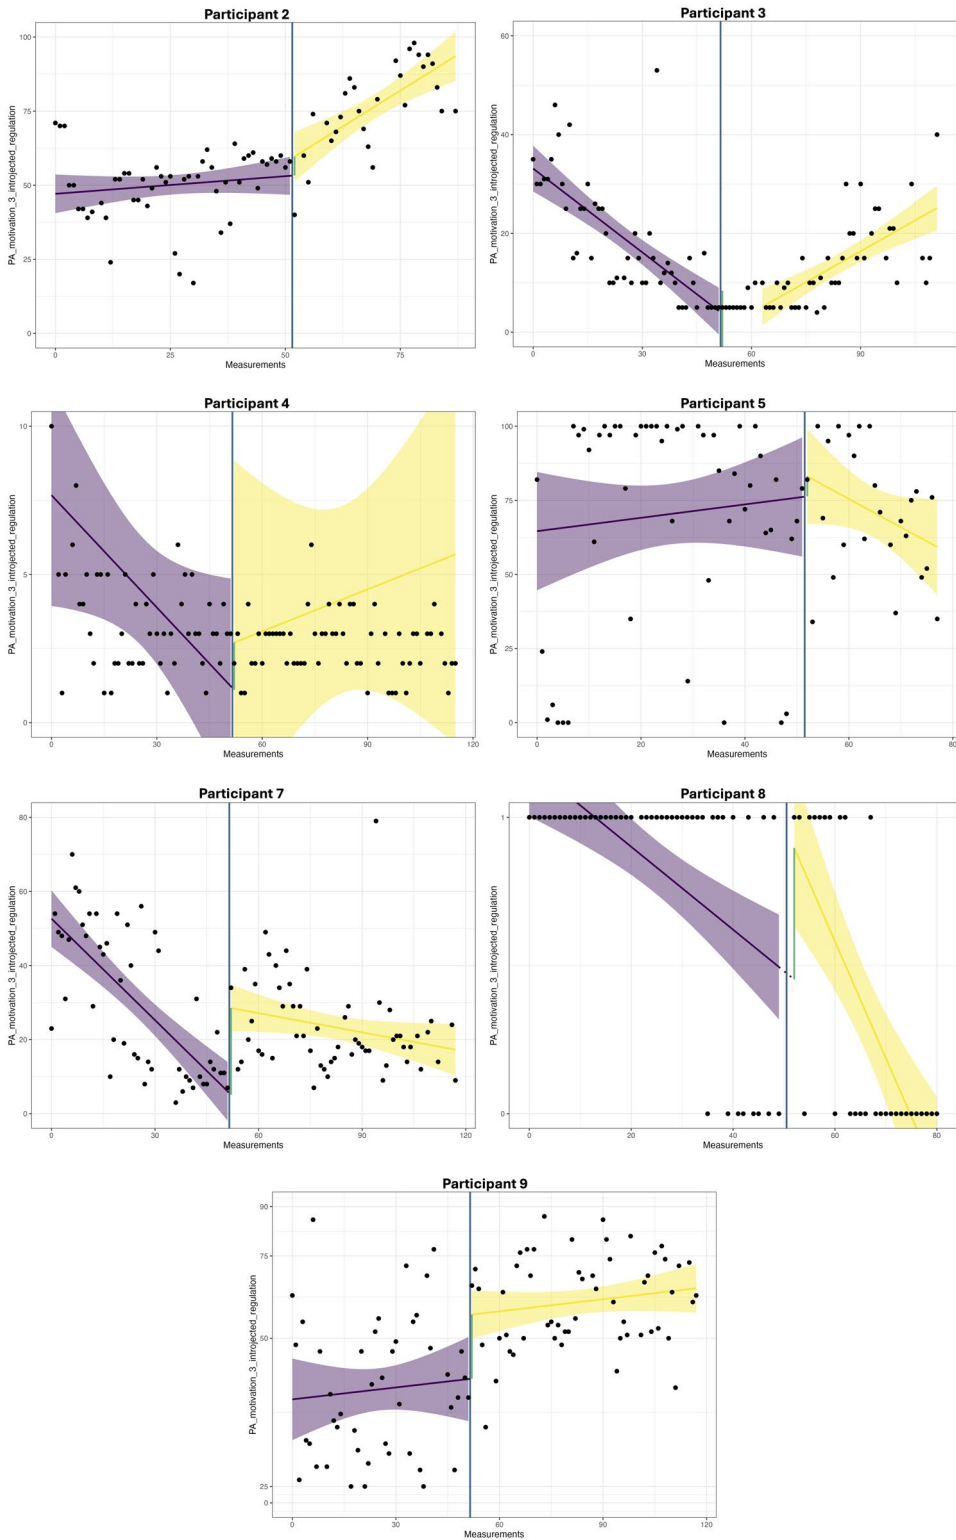 Participant 2
PA_motivation_3_introjected_regulation
100
75
50
25
0
0 25 50 75
Measurements
Participant 3
PA_motivation_3_introjected_regulation
60
40
20
0
0 30 60 90
Measurements
Participant 4
PA_motivation_3_introjected_regulation
10
5
0
0 30 60 90 120
Measurements
Participant 5
PA_motivation_3_introjected_regulation
100
75
50
25
0
0 20 40 60 80
Measurements
Participant 7
PA_motivation_3_introjected_regulation
80
60
40
20
0
0 30 60 90 120
Measurements
Participant 8
PA_motivation_3_introjected_regulation
1
0
0 20 40 60 80
Measurements
Participant 9
PA_motivation_3_introjected_regulation
90
75
50
25
0
0 30 60 90 120
Measurements